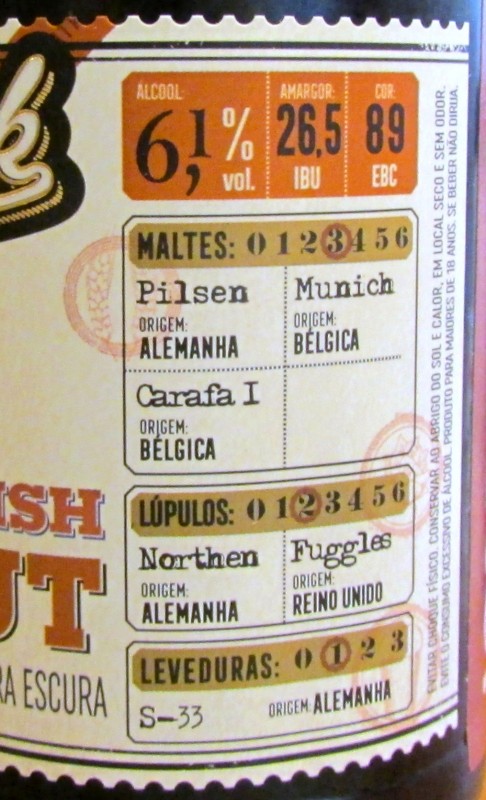 k
ÁLCOOL:
6,1% vol.
AMARGOR:
26,5
IBU
COR:
89
EBC
MALTES: 0 1 2 3 4 5 6
Pilsen
ORIGEM:
ALEMANHA
Munich
ORIGEM:
BÉLGICA
Carafa I
ORIGEM:
BÉLGICA
LÚPULOS: 0 1 2 3 4 5 6
Northen
ORIGEM:
ALEMANHA
Fuggles
ORIGEM:
REINO UNIDO
LEVEDURAS: 0 1 2 3
S-33
ORIGEM: ALEMANHA
ISH
UT
RA ESCURA
EVITAR CHOQUE FÍSICO. CONSERVAR AO ABRIGO DO SOL E CALOR, EM LOCAL SECO E SEM ODOR.
EVITE O CONSUMO EXCESSIVO DE ÁLCOOL. PRODUTO PARA MAIORES DE 18 ANOS. SE BEBER NÃO DIRIJA.